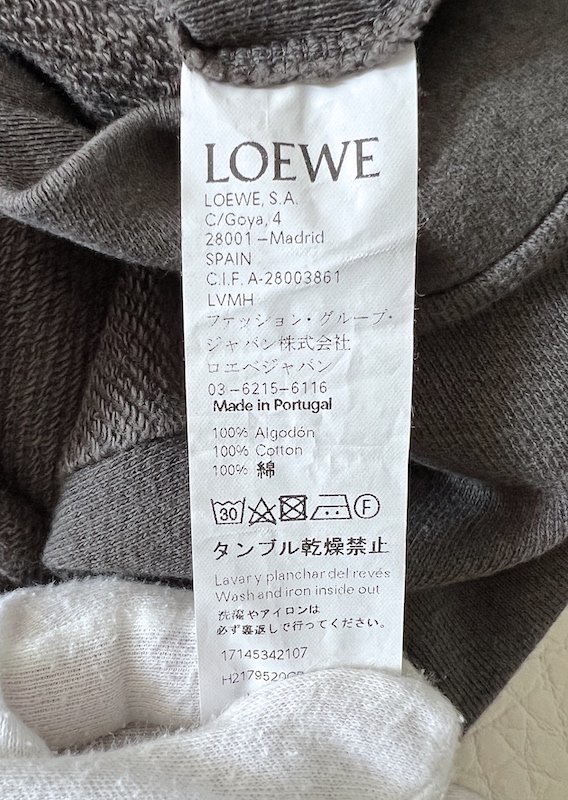 LOEWE
LOEWE, S.A.
C/Goya, 4
28001 –Madrid
SPAIN
C.I.F. A-28003861
LVMH
ファッション・グループ・
ジャパン株式会社
ロエベジャパン
03–6215–6116
Made in Portugal
100% Algodón
100% Cotton
100% 綿
30 F
タンブル乾燥禁止
Lavar y planchar del revés
Wash and iron inside out
洗濯やアイロンは
必ず裏返しで行ってください。
17145342107